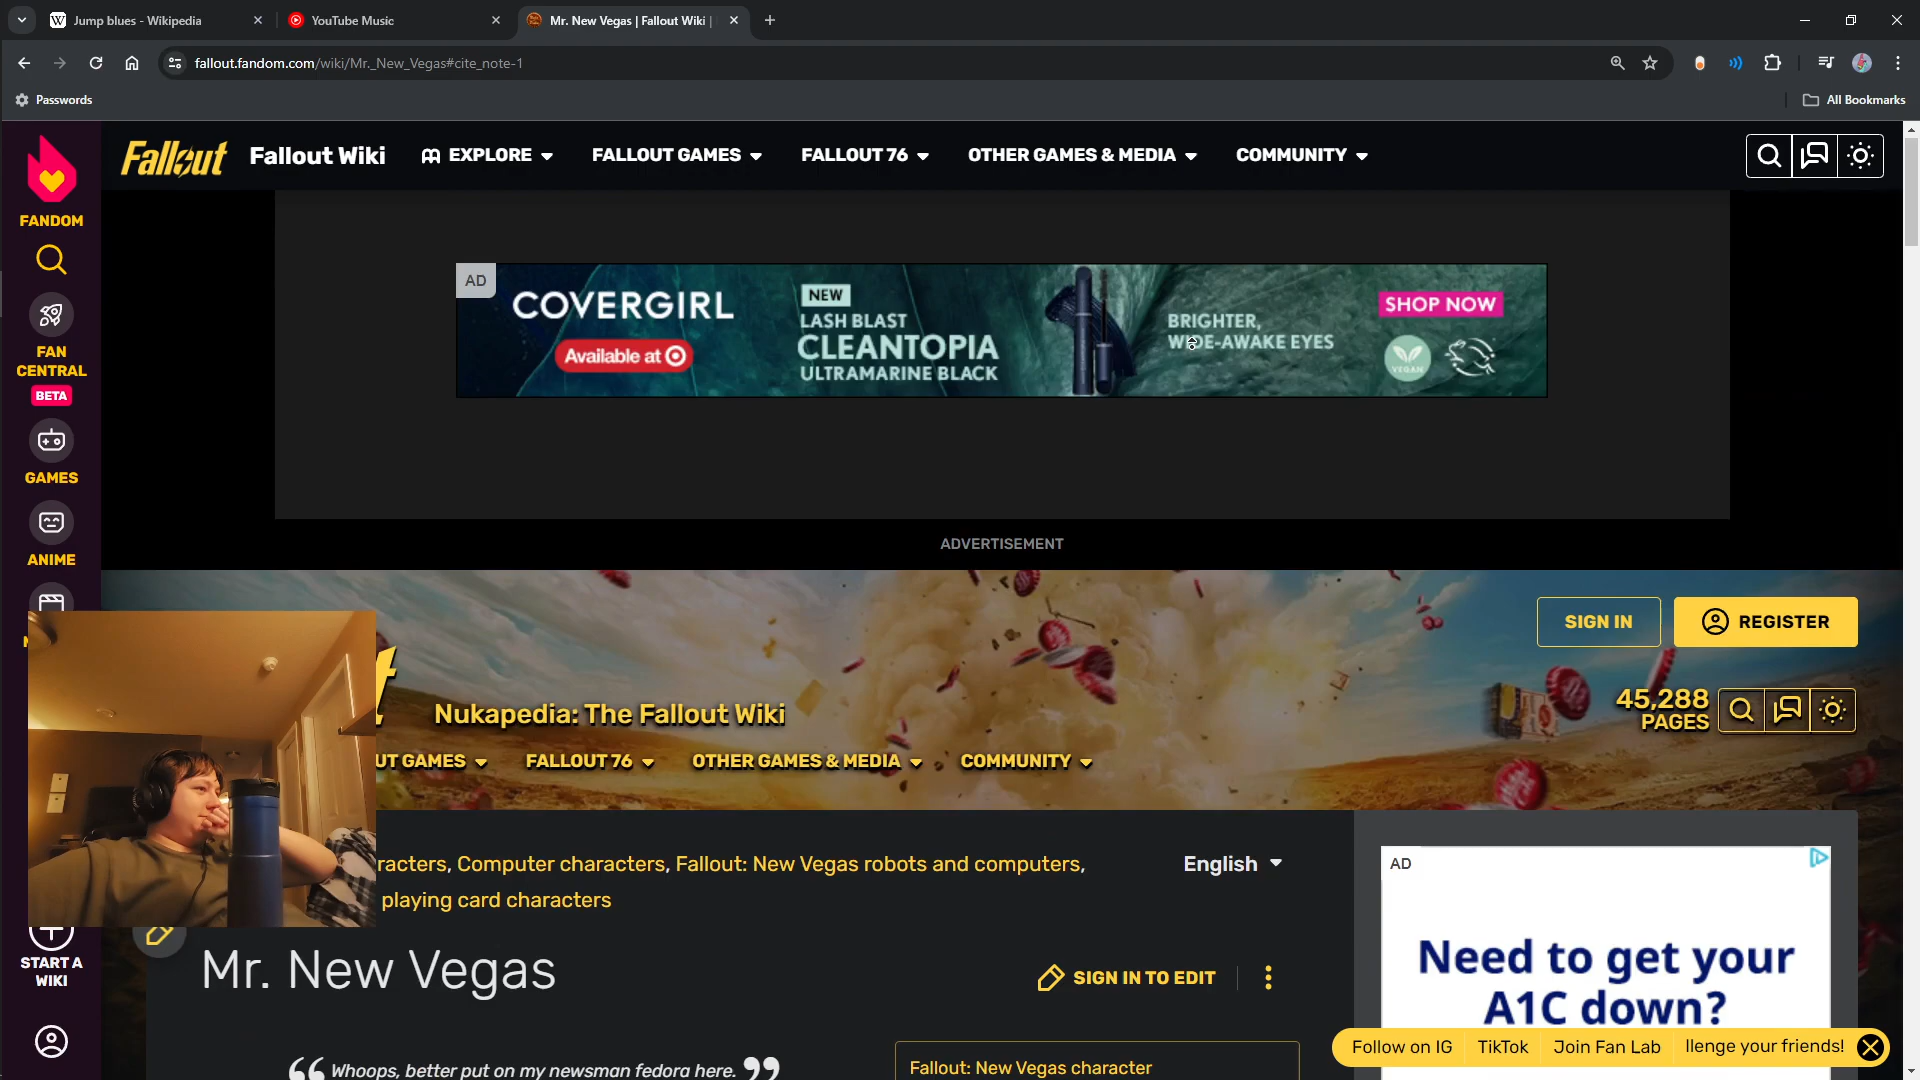 Jump blues - Wikipedia
YouTube Music
Mr. New Vegas | Fallout Wiki |
fallout.fandom.com/wiki/Mr._New_Vegas#cite_note-1
Passwords
All Bookmarks
FANDOM
Fallout
Fallout Wiki
EXPLORE
FALLOUT GAMES
FALLOUT 76
OTHER GAMES & MEDIA
COMMUNITY
FAN
CENTRAL
BETA
GAMES
ANIME
START A
WIKI
AD
COVERGIRL
Available at
NEW
LASH BLAST
CLEANTOPIA
ULTRAMARINE BLACK
BRIGHTER,
WIDE-AWAKE EYES
SHOP NOW
VEGAN
ADVERTISEMENT
SIGN IN
REGISTER
Nukapedia: The Fallout Wiki
45,288
PAGES
UT GAMES
FALLOUT 76
OTHER GAMES & MEDIA
COMMUNITY
racters, Computer characters, Fallout: New Vegas robots and computers,
playing card characters
English
Mr. New Vegas
SIGN IN TO EDIT
Whoops, better put on my newsman fedora here.
Fallout: New Vegas character
AD
Need to get your
A1C down?
Follow on IG
TikTok
Join Fan Lab
llenge your friends!